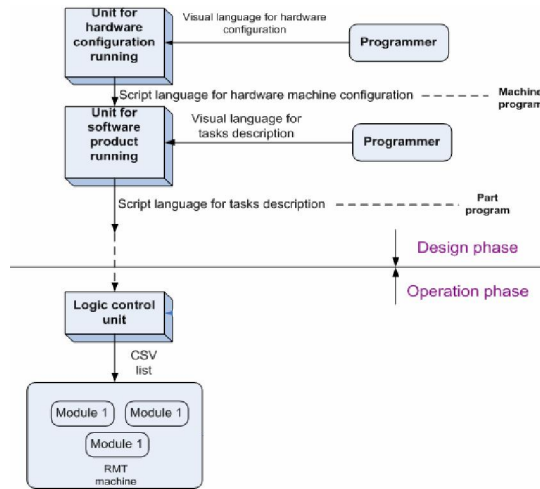 Unit for
hardware
configuration
running
Visual language for hardware
configuration
Programmer
Script language for hardware machine configuration
Machine
program
Unit for
software
product
running
Visual language for
tasks description
Programmer
Script language for tasks description
Part
program
Design phase
Operation phase
Logic control
unit
CSV
list
Module 1
Module 1
Module 1
RMT
machine